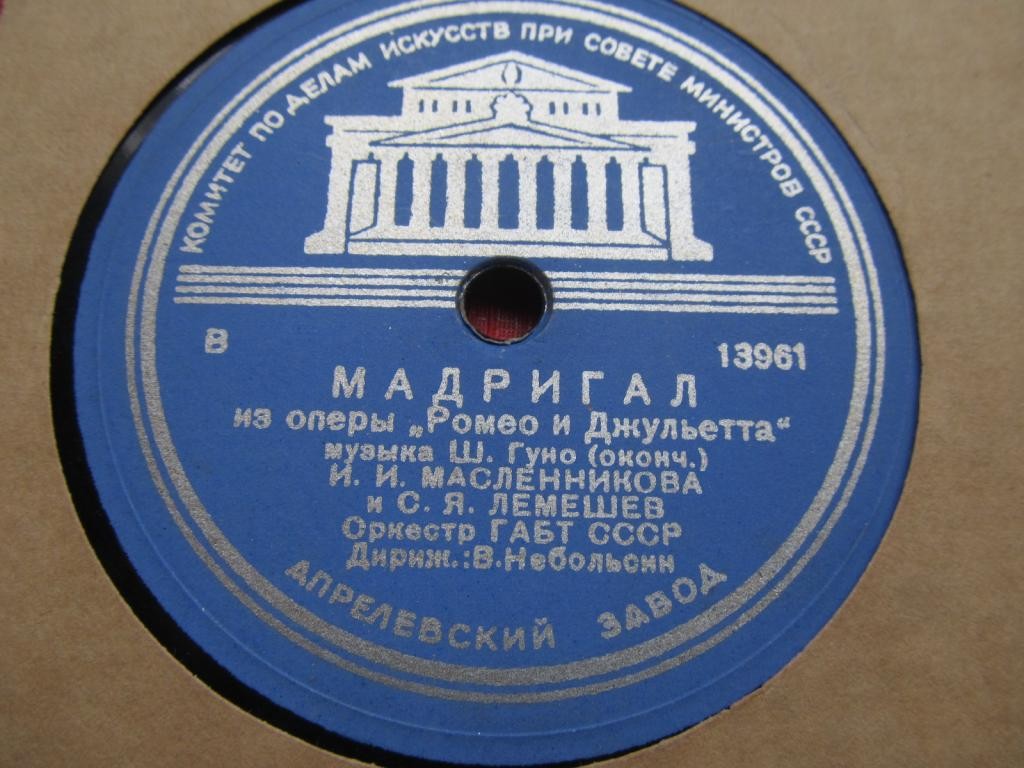 КОМИТЕТ ПО ДЕЛАМ ИСКУССТВ ПРИ СОВЕТЕ МИНИСТРОВ СССР
В 13961
МАДРИГАЛ
из оперы „Ромео и Джульетта“
музыка Ш. Гуно (оконч.)
И. И. МАСЛЕННИКОВА
и С. Я. ЛЕМЕШЕВ
Оркестр ГАБТ СССР
Дириж.: В. Небольсин
АПРЕЛЕВСКИЙ ЗАВОД